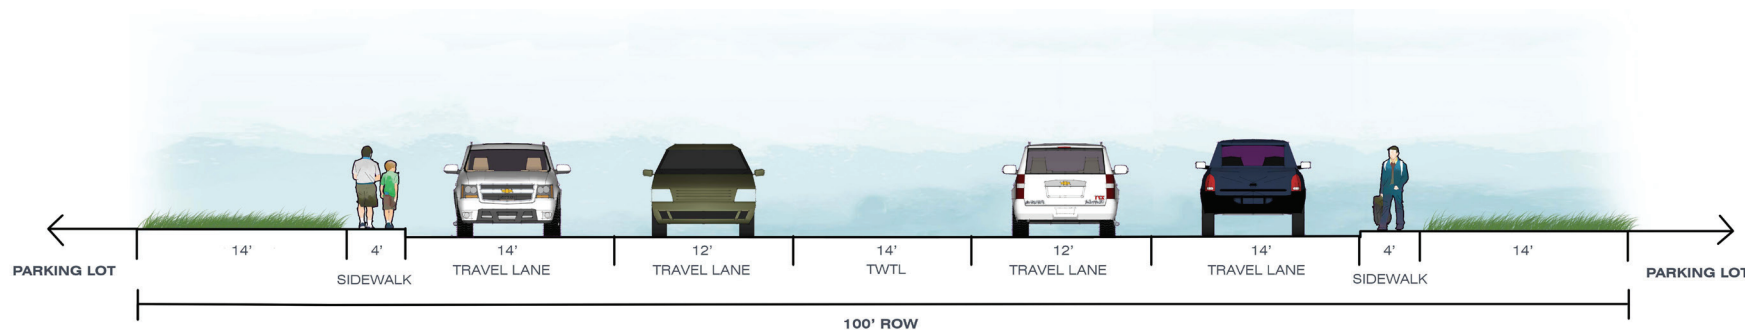 14' 4' 14' 12' 14' 12' 14' 4' 14'
PARKING LOT SIDEWALK TRAVEL LANE TRAVEL LANE TWTL TRAVEL LANE TRAVEL LANE SIDEWALK PARKING LOT
100' ROW